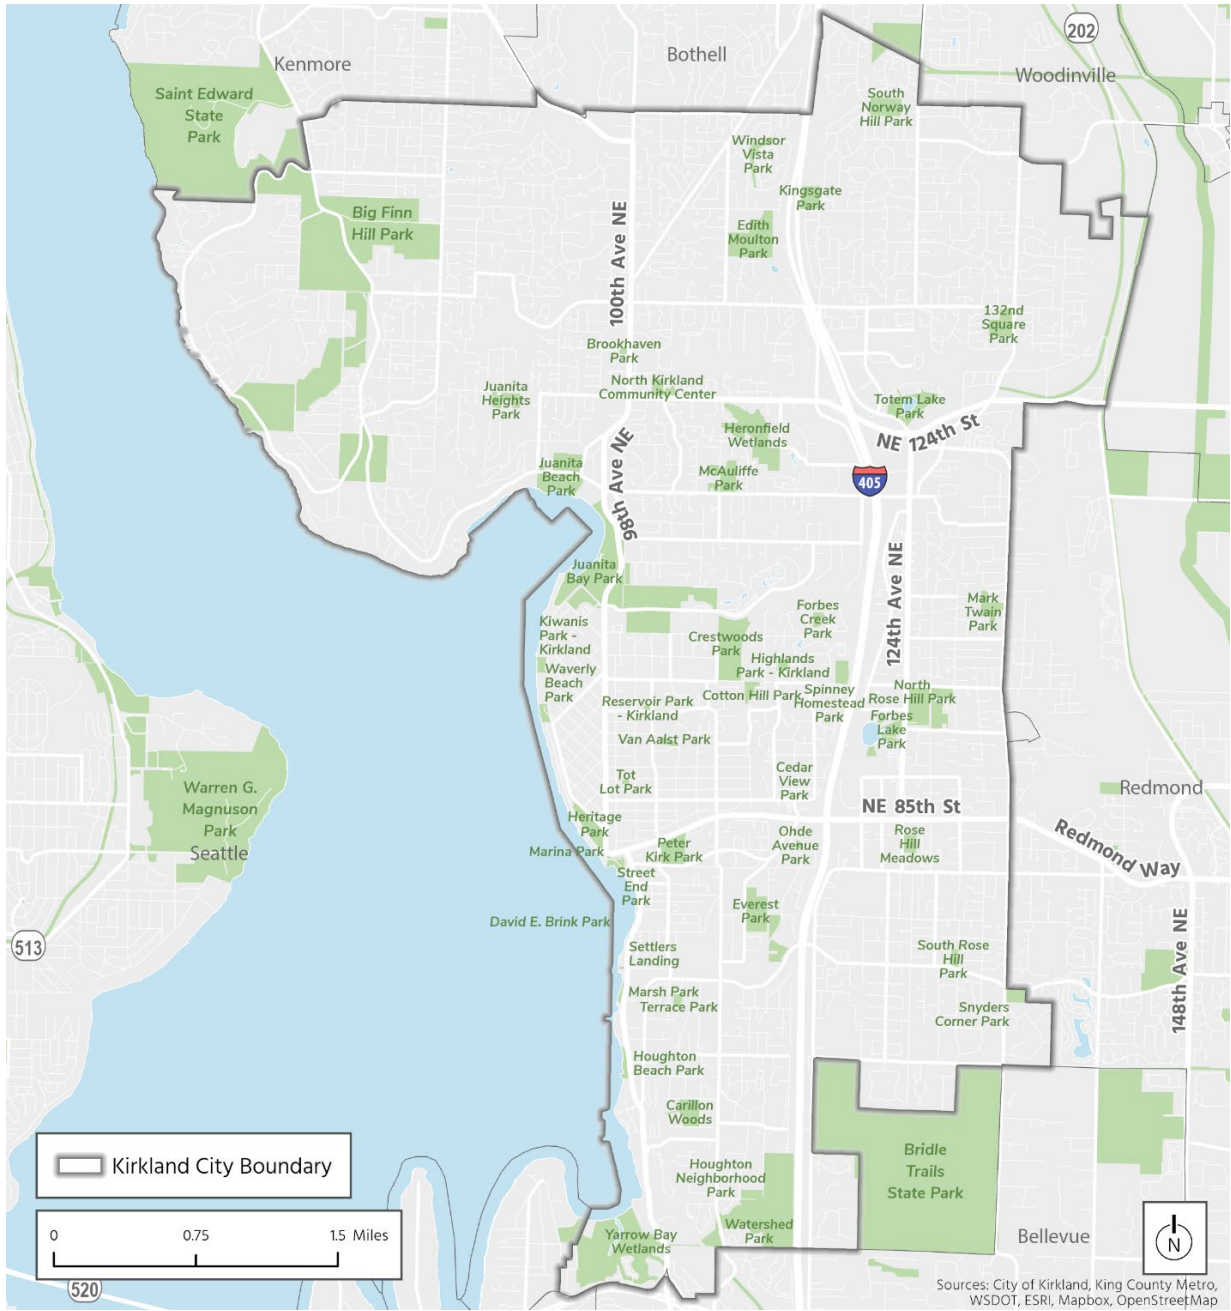 202
Kenmore
Bothell
Woodinville
Saint Edward
State
Park
South
Norway
Hill Park
Windsor
Vista
Park
Kingsgate
Park
Big Finn
Hill Park
100th Ave NE
Edith
Moulton
Park
132nd
Square
Park
Brookhaven
Park
Juanita
Heights
Park
North Kirkland
Community Center
Totem Lake
Park
Heronfield
Wetlands
NE 124th St
98th Ave NE
Juanita
Beach
Park
McAuliffe
Park
405
Juanita
Bay Park
124th Ave NE
Kiwanis
Park -
Kirkland
Forbes
Creek
Park
Mark
Twain
Park
Crestwoods
Park
Highlands
Park - Kirkland
Waverly
Beach
Park
Reservoir Park
- Kirkland
Cotton Hill Park
Spinney
Homestead
Park
North
Rose Hill Park
Forbes
Lake
Park
Van Aalst Park
Tot
Lot Park
Cedar
View
Park
Warren G.
Magnuson
Park
Seattle
Redmond
NE 85th St
Heritage
Park
Ohde
Avenue
Park
Rose
Hill
Meadows
Redmond Way
Marina Park
Peter
Kirk Park
Street
End
Park
Everest
Park
David E. Brink Park
513
Settlers
Landing
South Rose
Hill
Park
148th Ave NE
Marsh Park
Terrace Park
Snyders
Corner Park
Houghton
Beach Park
Carillon
Woods
Bridle
Trails
State Park
Houghton
Neighborhood
Park
Watershed
Park
Yarrow Bay
Wetlands
Bellevue
Kirkland City Boundary
0 0.75 1.5 Miles
520
N
Sources: City of Kirkland, King County Metro,
WSDOT, ESRI, Mapbox, OpenStreetMap